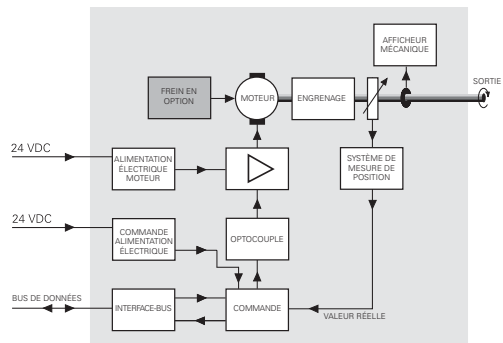 AFFICHEUR
MÉCANIQUE
SORTIE
FREIN EN
OPTION
MOTEUR
ENGRENAGE
24 VDC
ALIMENTATION
ÉLECTRIQUE
MOTEUR
SYSTÈME DE
MESURE DE
POSITION
24 VDC
COMMANDE
ALIMENTATION
ÉLECTRIQUE
OPTOCOUPLE
BUS DE DONNÉES
INTERFACE-BUS
COMMANDE
VALEUR RÉELLE